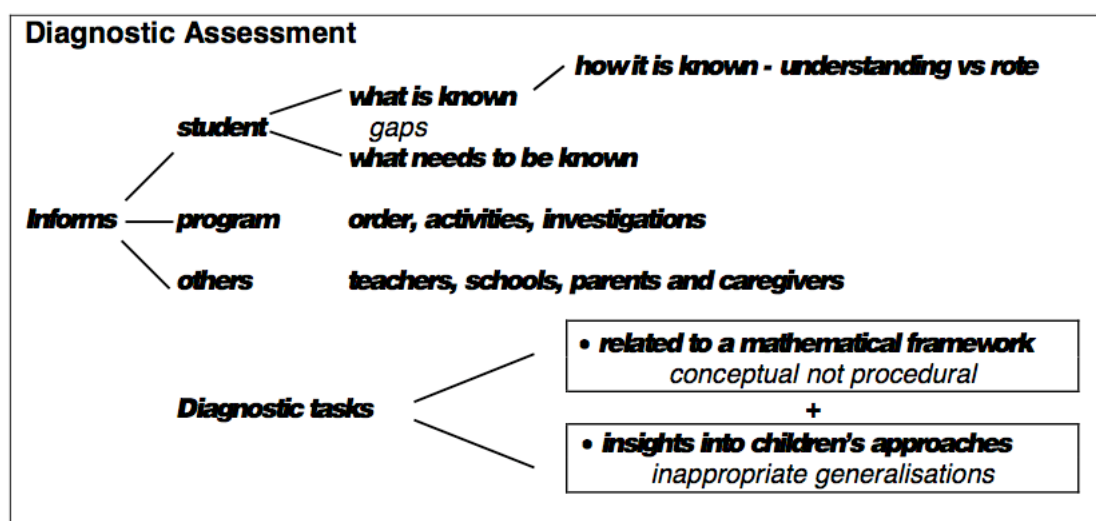 Diagnostic Assessment
how it is known - understanding vs rote
what is known
student
gaps
what needs to be known
Informs
program
order, activities, investigations
others
teachers, schools, parents and caregivers
• related to a mathematical framework
conceptual not procedural
Diagnostic tasks
+
• insights into children's approaches
inappropriate generalisations